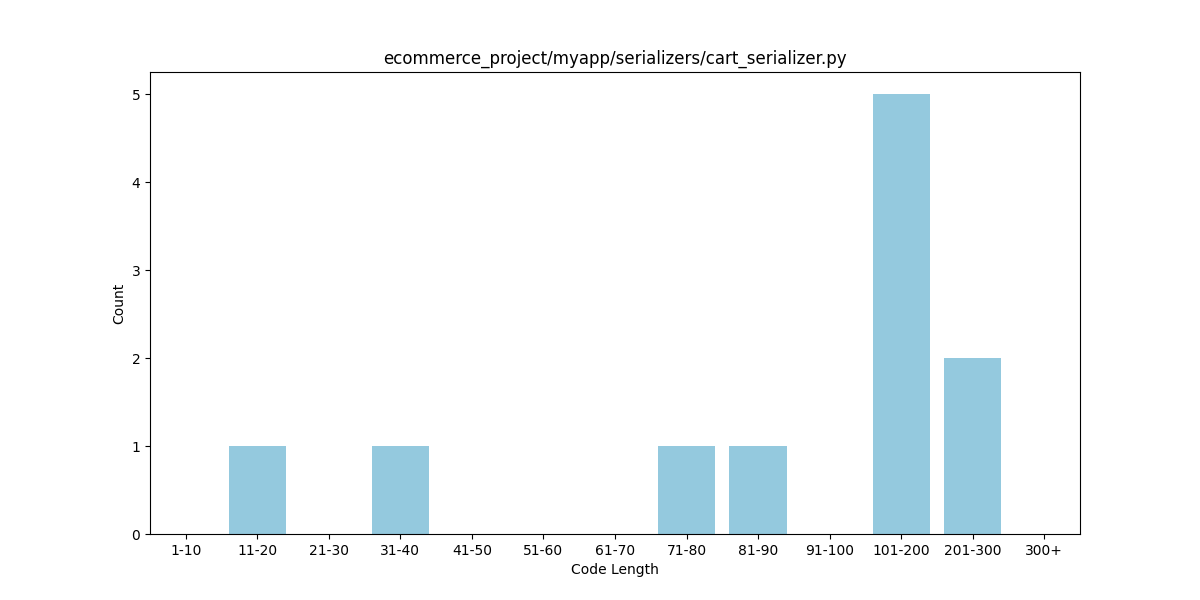 ecommerce_project/myapp/serializers/cart_serializer.py
5
4
3
2
1
0
Count
1-10 11-20 21-30 31-40 41-50 51-60 61-70 71-80 81-90 91-100 101-200 201-300 300+
Code Length